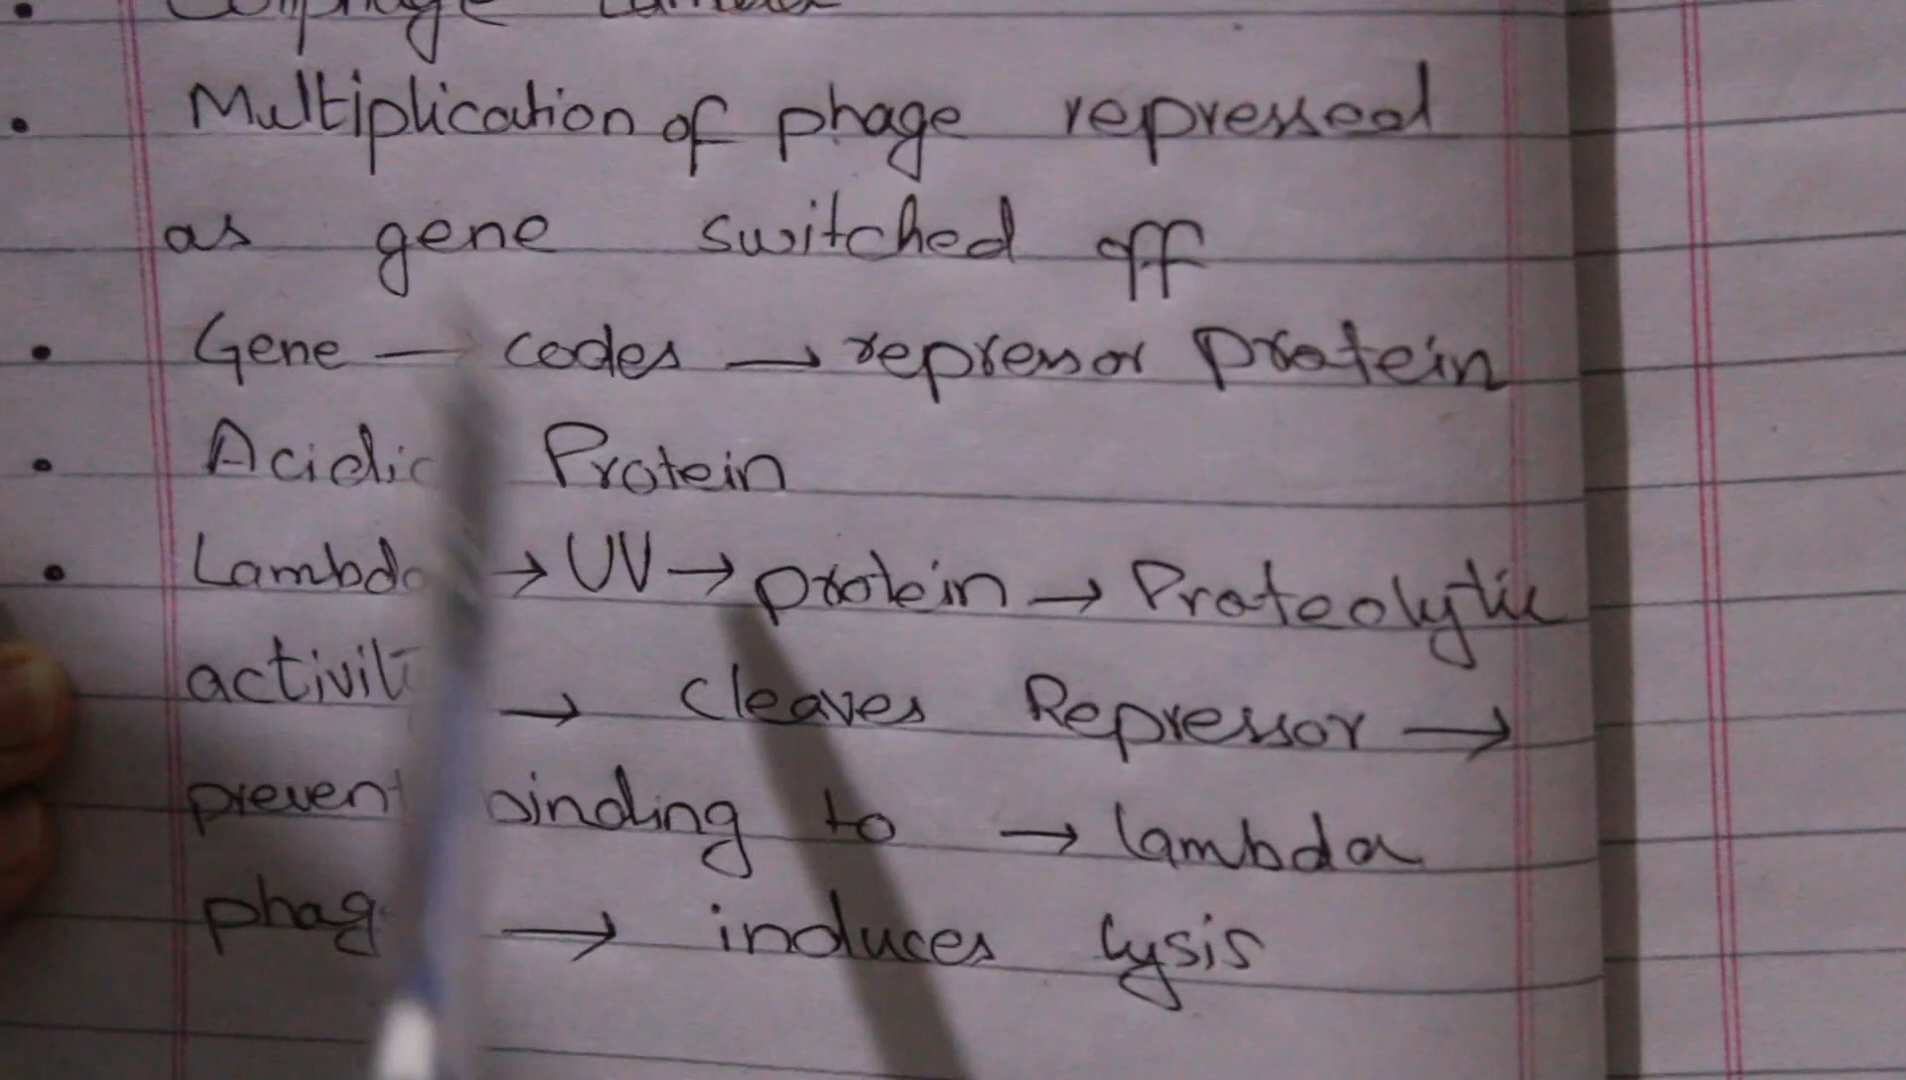 • Multiplication of phage repressed
as gene switched off
• Gene — codes → repressor protein
• Acidic Protein
• Lambda → UV → protein → Proteolytic
activit → cleaves Repressor →
prevent binding to → lambda
phag → induces lysis